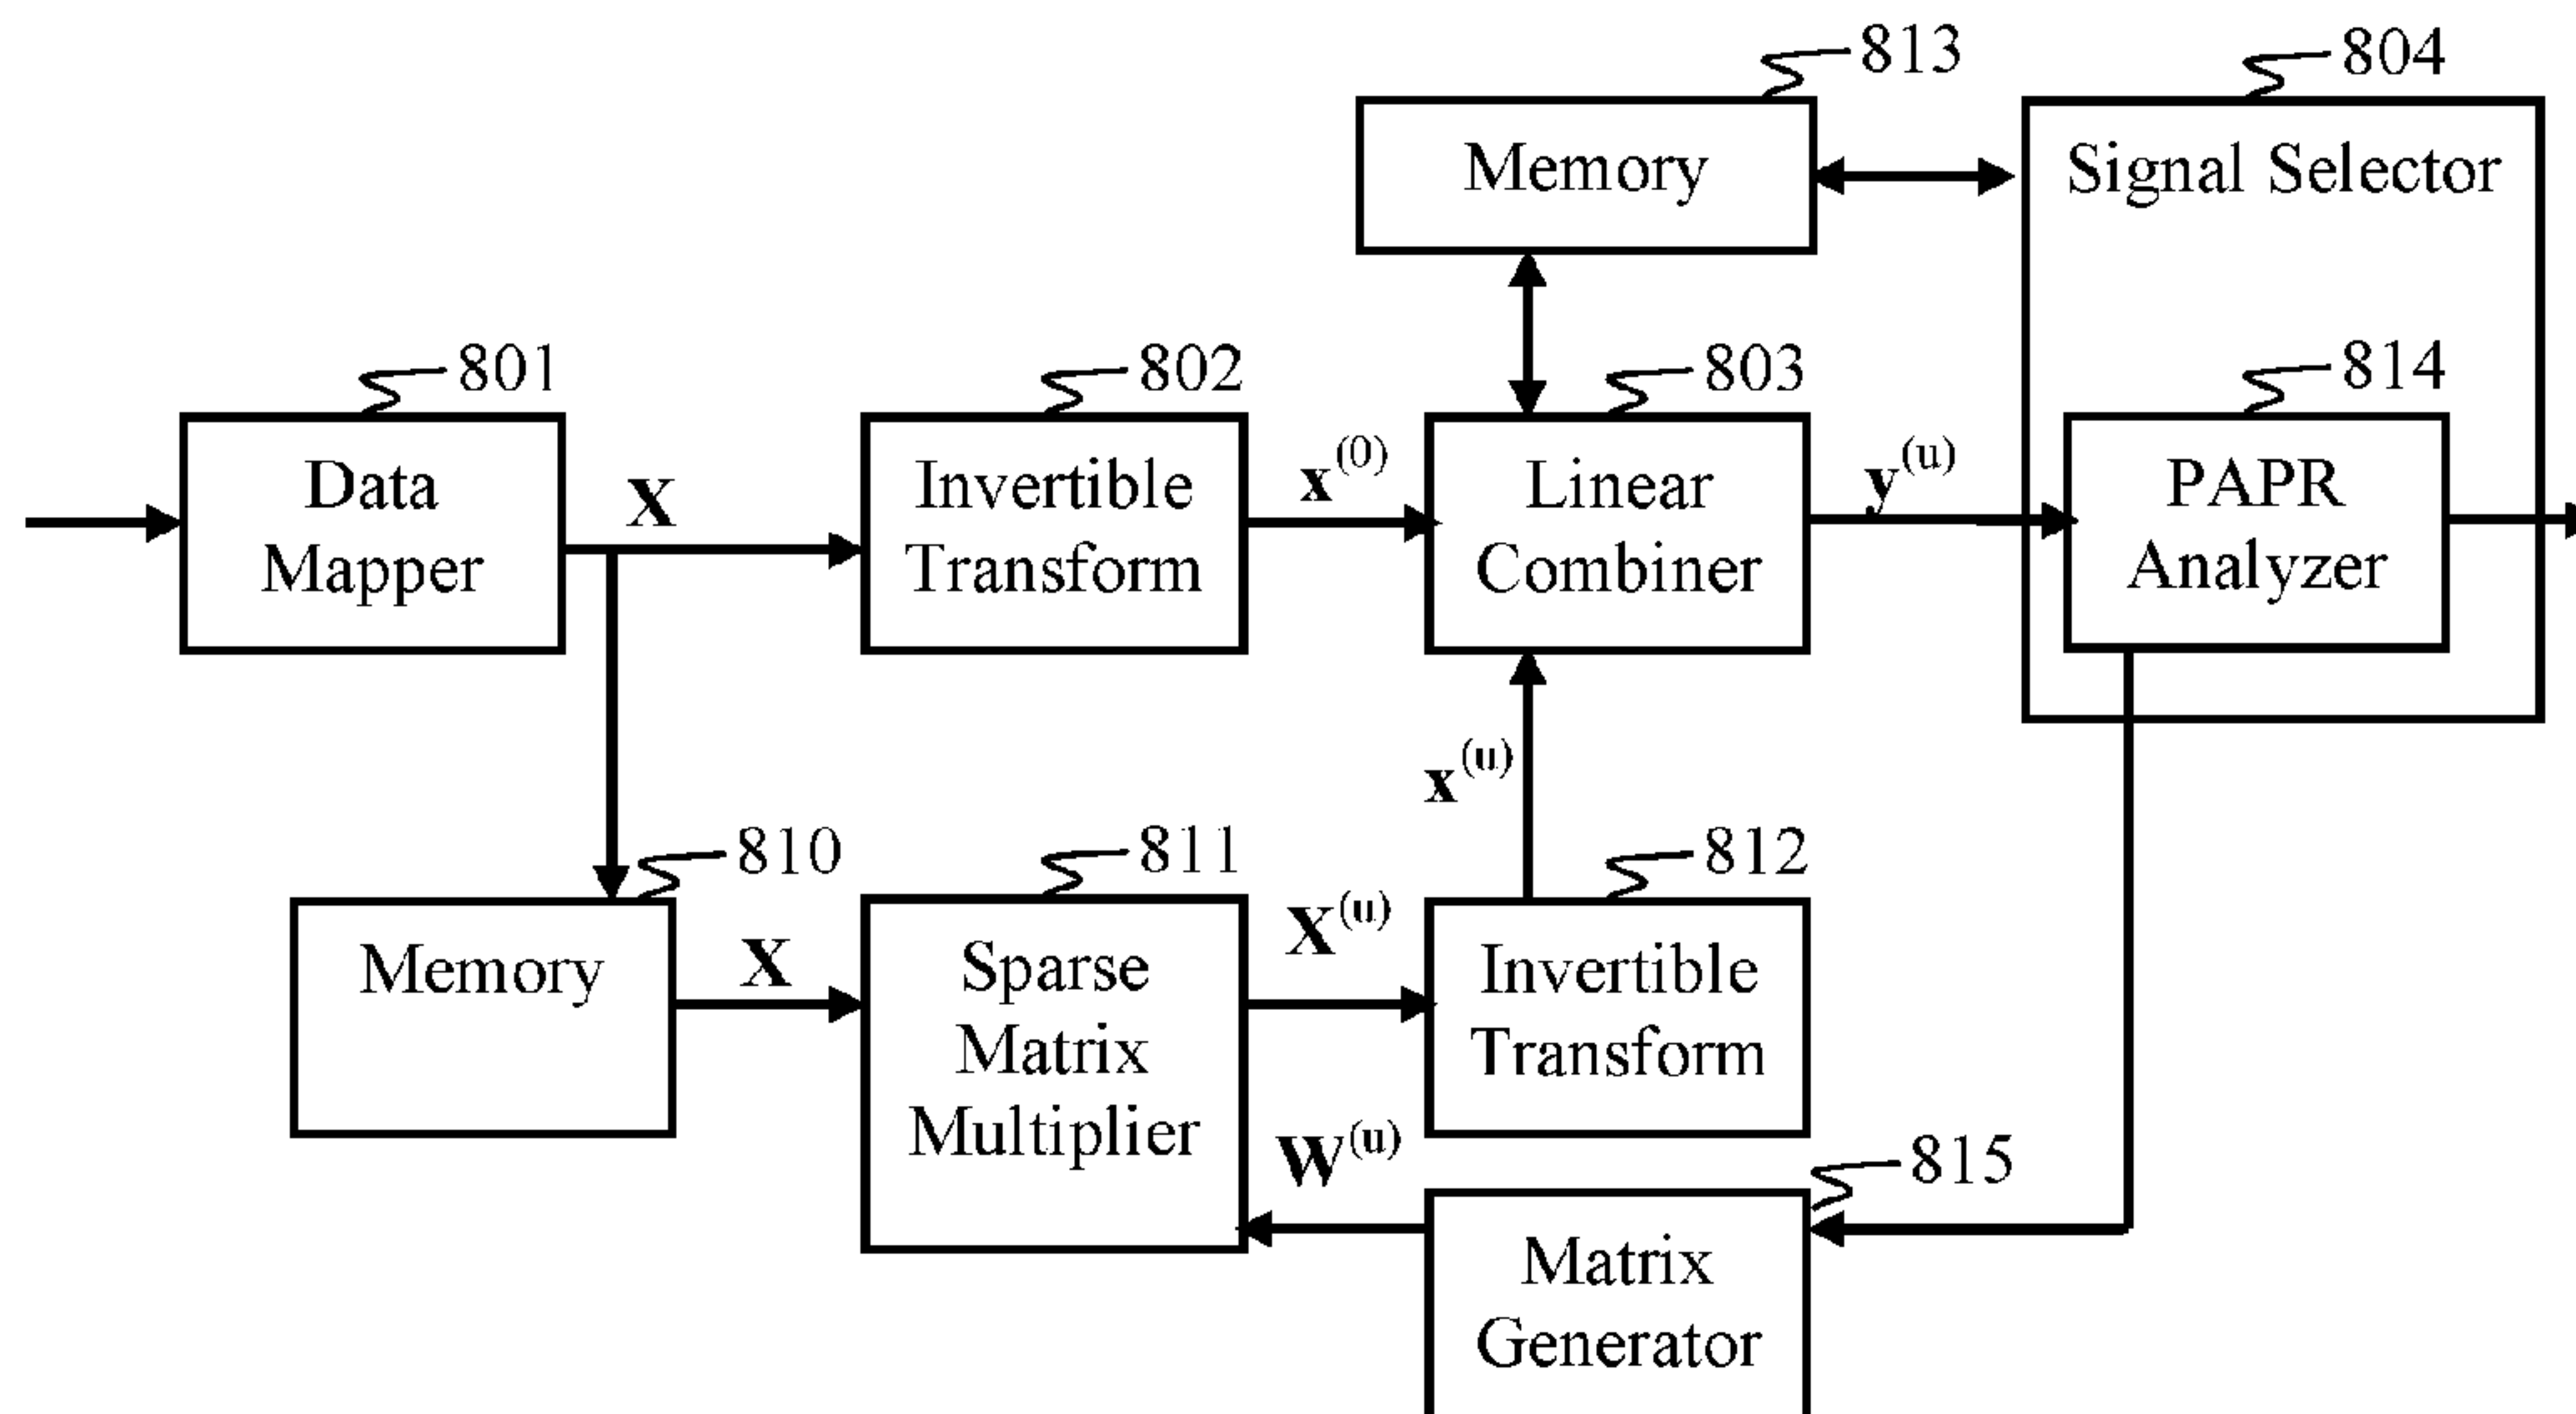 813
804
Memory
Signal Selector
801
802
803
814
Data
Mapper
X
Invertible
Transform
x(0)
Linear
Combiner
y(u)
PAPR
Analyzer
x(u)
810
811
812
Memory
X
Sparse
Matrix
Multiplier
X(u)
Invertible
Transform
W(u)
815
Matrix
Generator